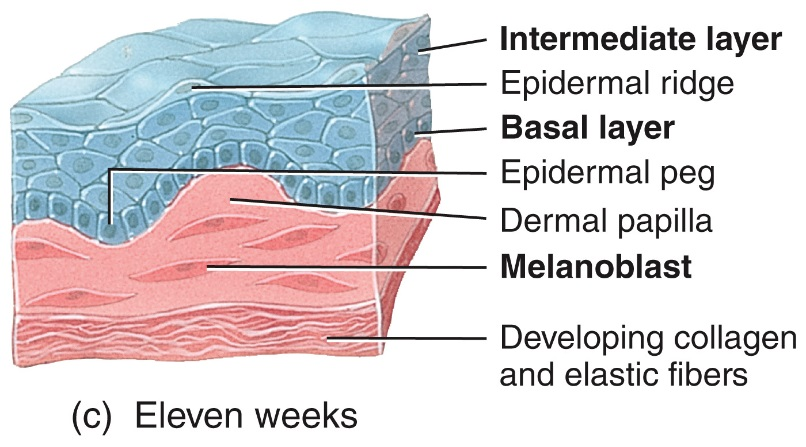 Intermediate layer
Epidermal ridge
Basal layer
Epidermal peg
Dermal papilla
Melanoblast
Developing collagen
and elastic fibers
(c) Eleven weeks